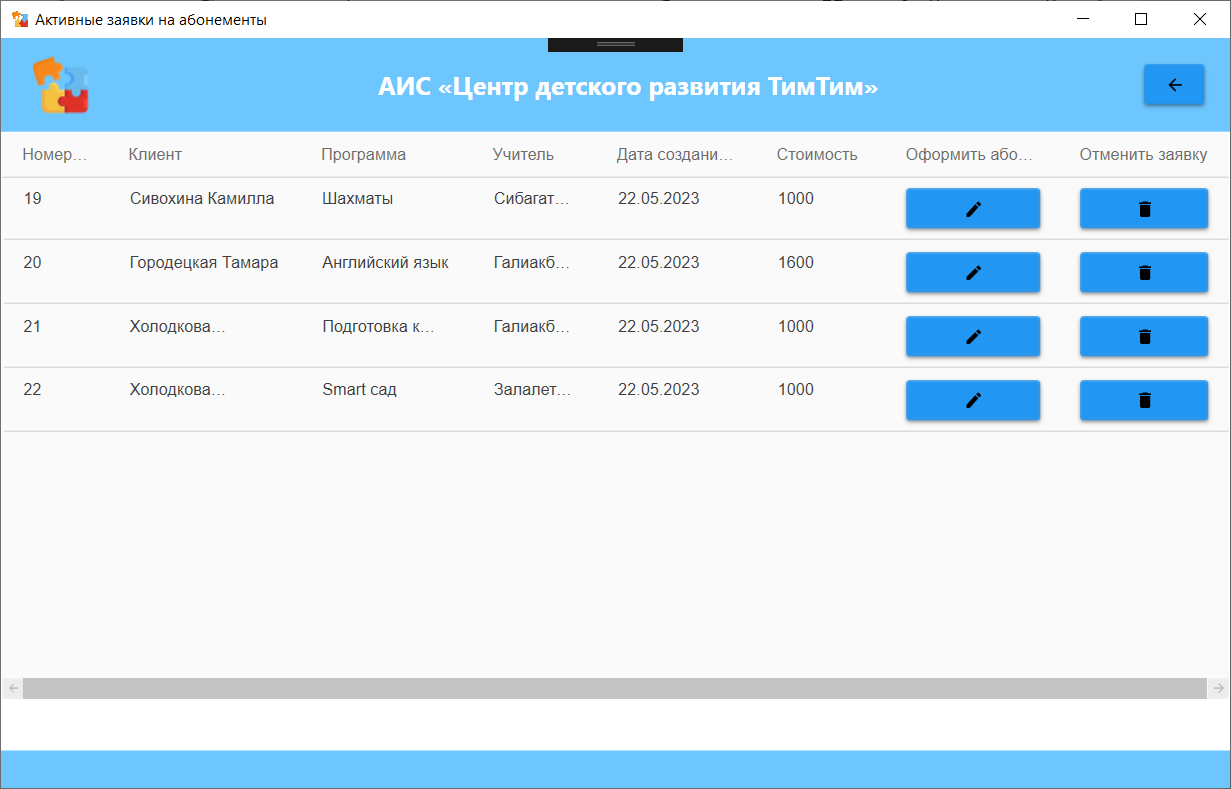 Активные заявки на абонементы
АИС «Центр детского развития ТимТим»
Номер… Клиент Программа Учитель Дата создани… Стоимость Оформить або… Отменить заявку
19 Сивохина Камилла Шахматы Сибагат… 22.05.2023 1000
20 Городецкая Тамара Английский язык Галиакб… 22.05.2023 1600
21 Холодкова… Подготовка к… Галиакб… 22.05.2023 1000
22 Холодкова… Smart сад Залалет… 22.05.2023 1000